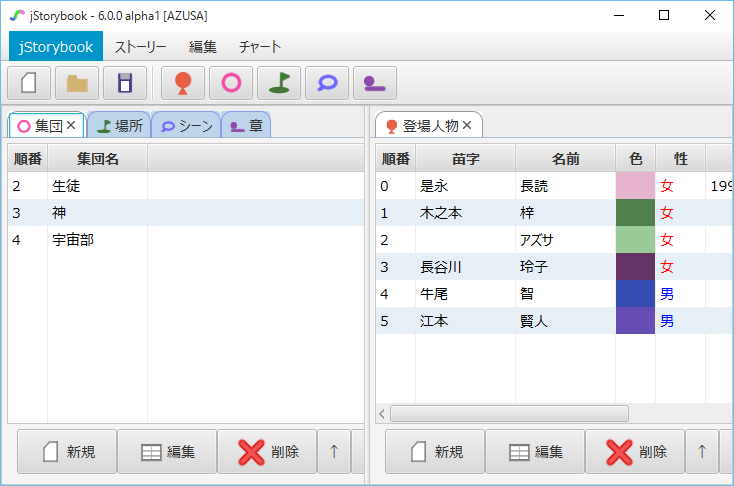 jStorybook - 6.0.0 alpha1 [AZUSA]
jStorybook ストーリー 編集 チャート
集団 場所 シーン 章
順番 集団名
2 生徒
3 神
4 宇宙部
新規 編集 削除 ↑
登場人物
順番 苗字 名前 色 性
0 是永 長読 女 199
1 木之本 梓 女
2 アズサ 女
3 長谷川 玲子 女
4 牛尾 智 男
5 江本 賢人 男
新規 編集 削除 ↑